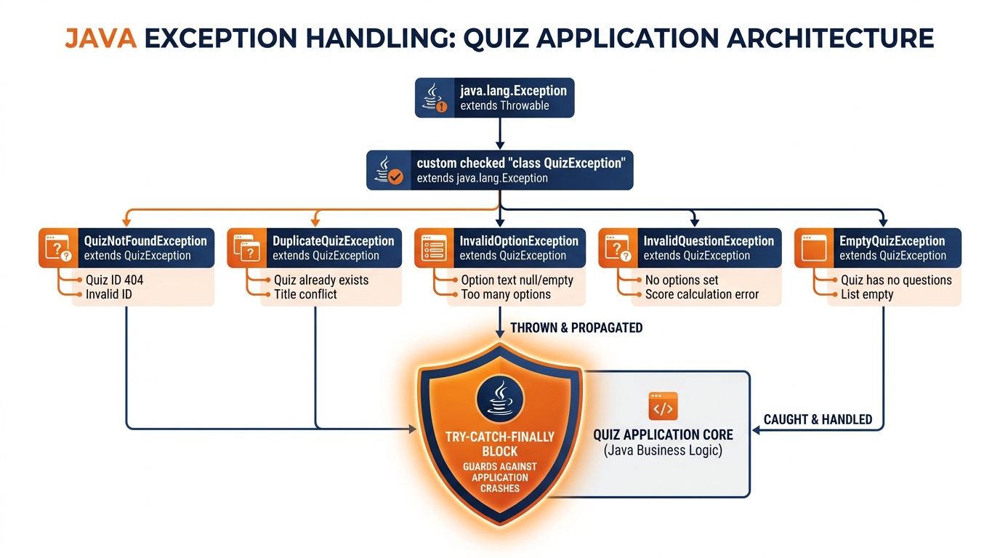 JAVA EXCEPTION HANDLING: QUIZ APPLICATION ARCHITECTURE
java.lang.Exception
extends Throwable
custom checked "class QuizException"
extends java.lang.Exception
QuizNotFoundException
extends QuizException
Quiz ID 404
Invalid ID
DuplicateQuizException
extends QuizException
Quiz already exists
Title conflict
InvalidOptionException
extends QuizException
Option text null/empty
Too many options
InvalidQuestionException
extends QuizException
No options set
Score calculation error
EmptyQuizException
extends QuizException
Quiz has no questions
List empty
THROWN & PROPAGATED
TRY-CATCH-FINALLY
BLOCK
GUARDS AGAINST
APPLICATION
CRASHES
</>
QUIZ APPLICATION CORE
(Java Business Logic)
CAUGHT & HANDLED